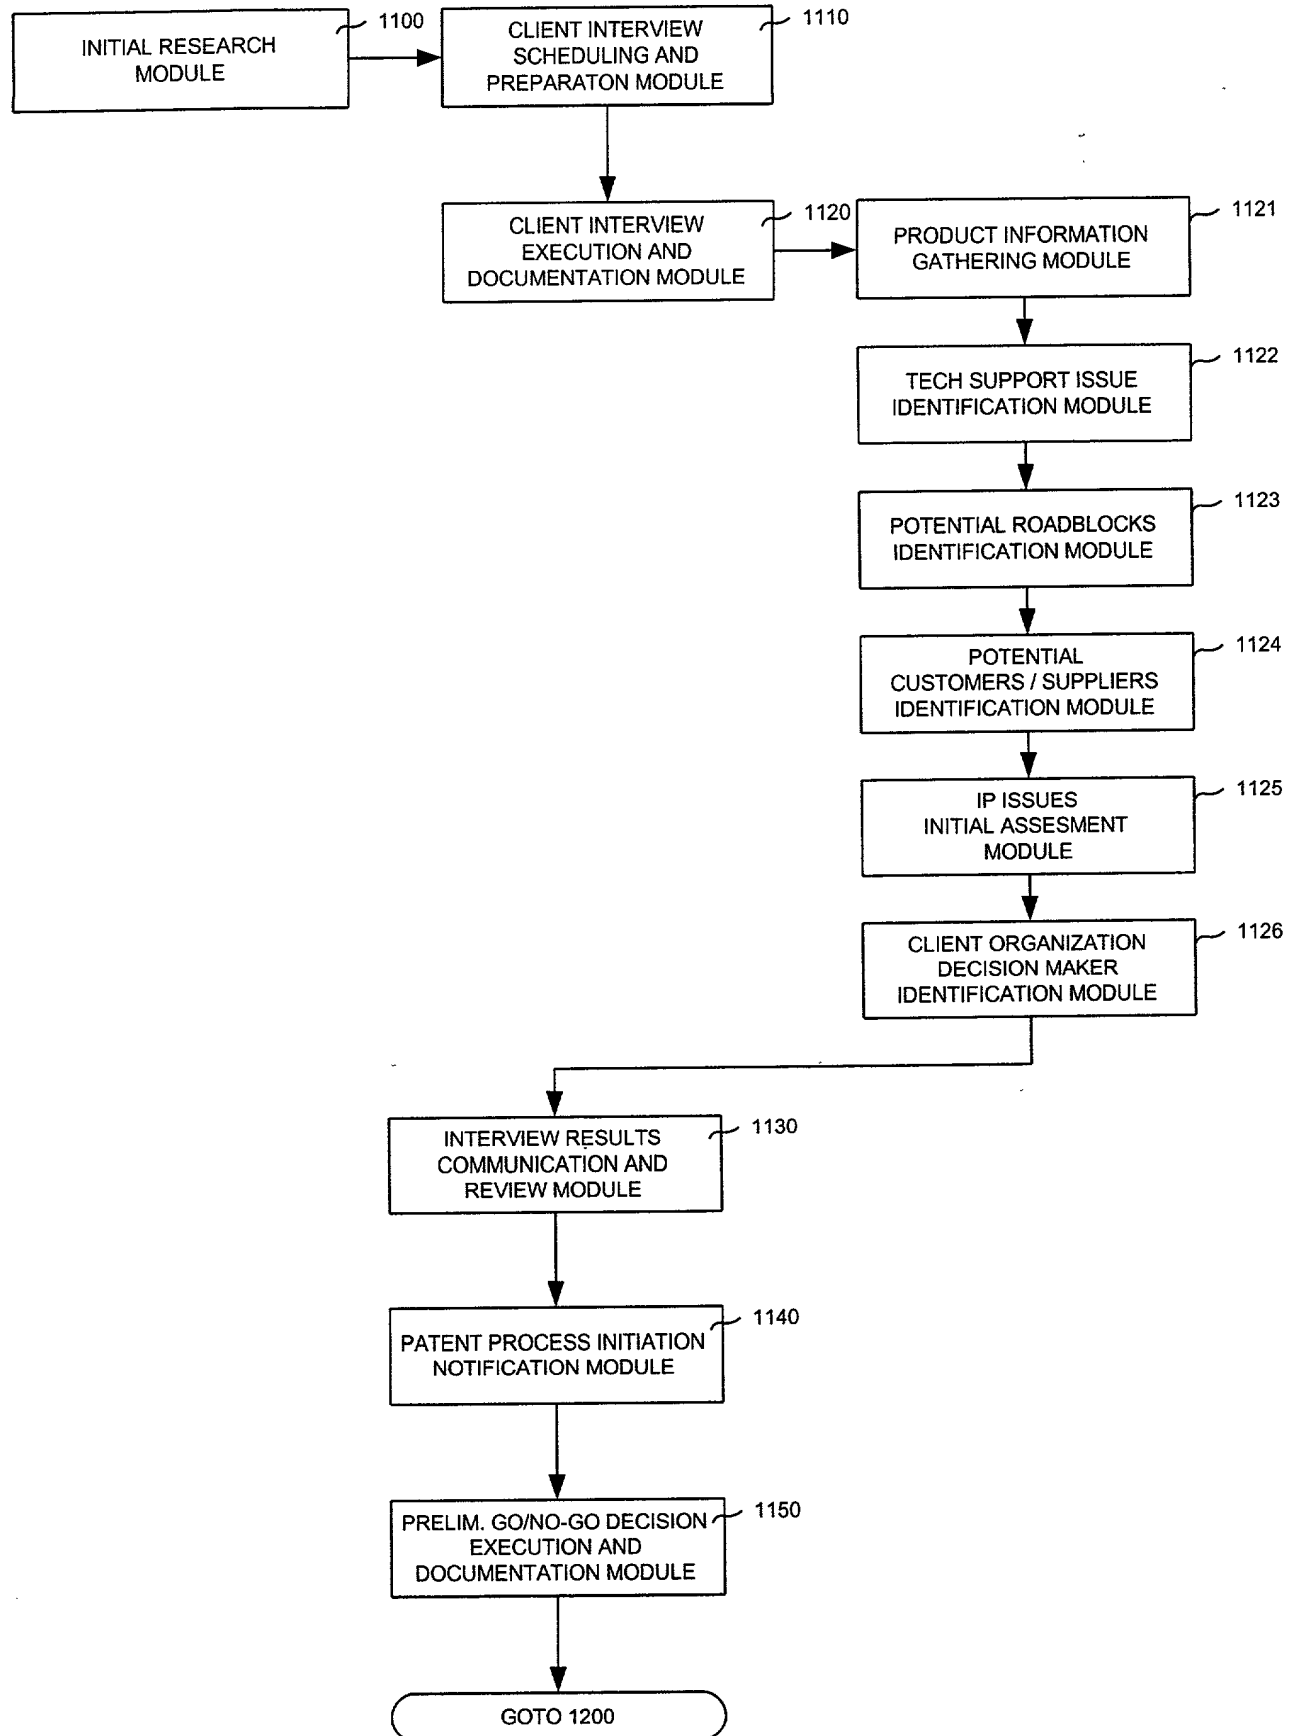 INITIAL RESEARCH
MODULE
1100
CLIENT INTERVIEW
SCHEDULING AND
PREPARATON MODULE
1110
CLIENT INTERVIEW
EXECUTION AND
DOCUMENTATION MODULE
1120
PRODUCT INFORMATION
GATHERING MODULE
1121
TECH SUPPORT ISSUE
IDENTIFICATION MODULE
1122
POTENTIAL ROADBLOCKS
IDENTIFICATION MODULE
1123
POTENTIAL
CUSTOMERS / SUPPLIERS
IDENTIFICATION MODULE
1124
IP ISSUES
INITIAL ASSESMENT
MODULE
1125
CLIENT ORGANIZATION
DECISION MAKER
IDENTIFICATION MODULE
1126
INTERVIEW RESULTS
COMMUNICATION AND
REVIEW MODULE
1130
PATENT PROCESS INITIATION
NOTIFICATION MODULE
1140
PRELIM. GO/NO-GO DECISION
EXECUTION AND
DOCUMENTATION MODULE
1150
GOTO 1200